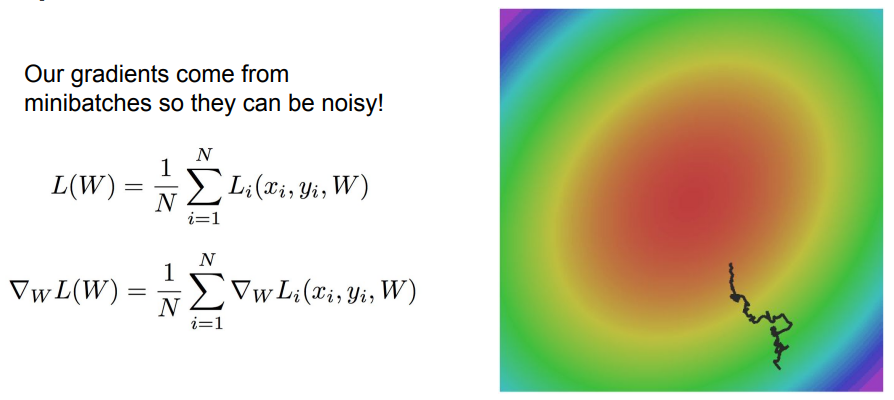 Our gradients come from
minibatches so they can be noisy!
L(W) = \frac{1}{N} \sum_{i=1}^{N} L_i(x_i, y_i, W)
\nabla_W L(W) = \frac{1}{N} \sum_{i=1}^{N} \nabla_W L_i(x_i, y_i, W)